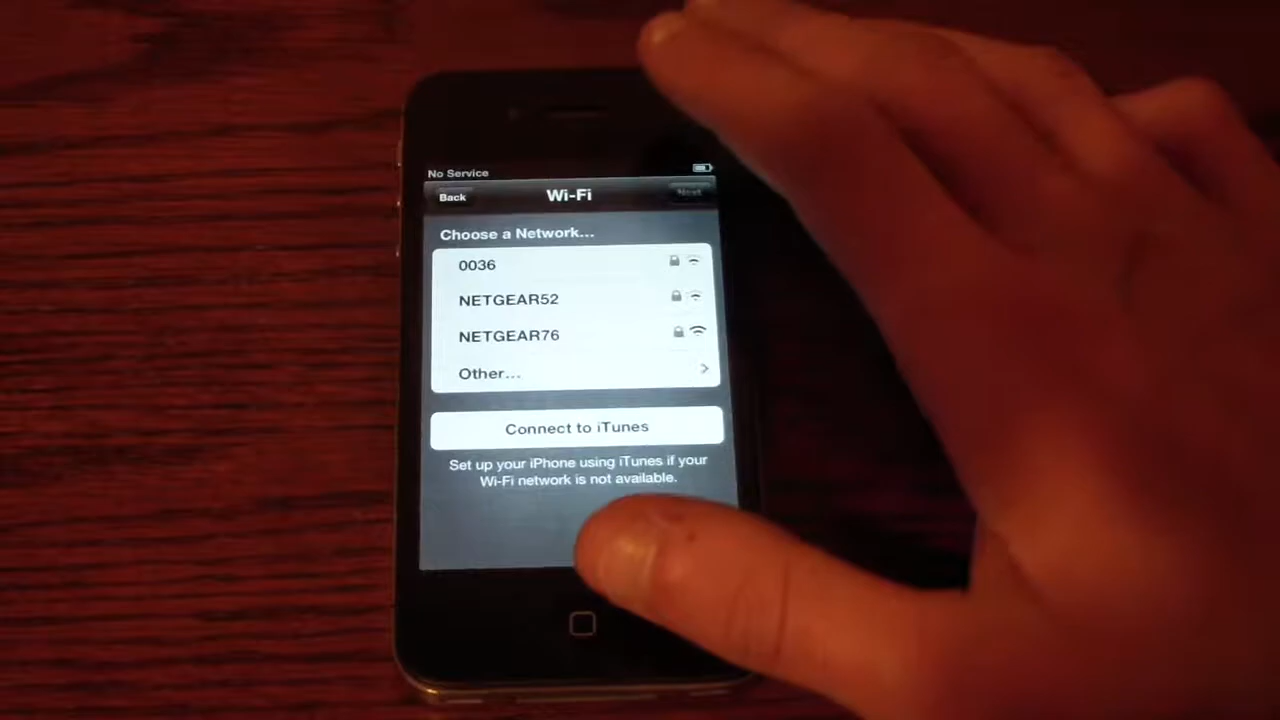 No Service
Back
Wi-Fi
Next
Choose a Network...
0036
NETGEAR52
NETGEAR76
Other...
Connect to iTunes
Set up your iPhone using iTunes if your
Wi-Fi network is not available.